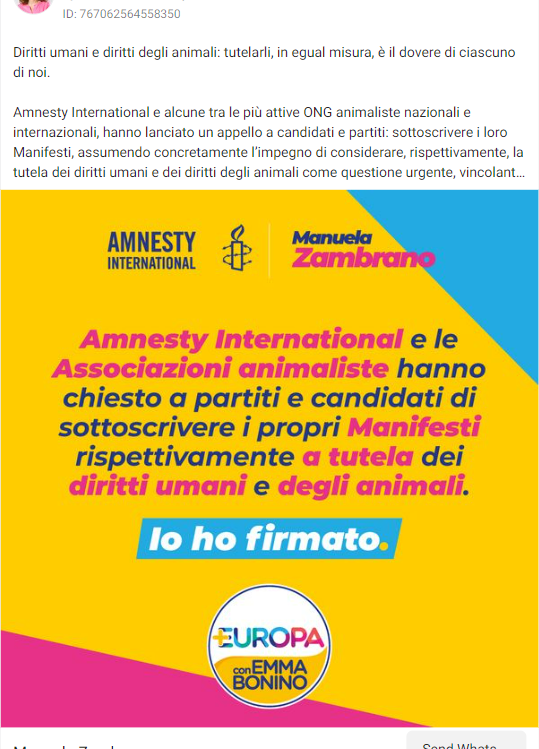 ID: 767062564558350
Diritti umani e diritti degli animali: tutelarli, in egual misura, è il dovere di ciascuno
di noi.
Amnesty International e alcune tra le più attive ONG animaliste nazionali e
internazionali, hanno lanciato un appello a candidati e partiti: sottoscrivere i loro
Manifesti, assumendo concretamente l’impegno di considerare, rispettivamente, la
tutela dei diritti umani e dei diritti degli animali come questione urgente, vincolant...
AMNESTY
INTERNATIONAL
Manuela
Zambrano
Amnesty International e le
Associazioni animaliste hanno
chiesto a partiti e candidati di
sottoscrivere i propri Manifesti
rispettivamente a tutela dei
diritti umani e degli animali.
Io ho firmato.
+EUROPA
con EMMA
BONINO